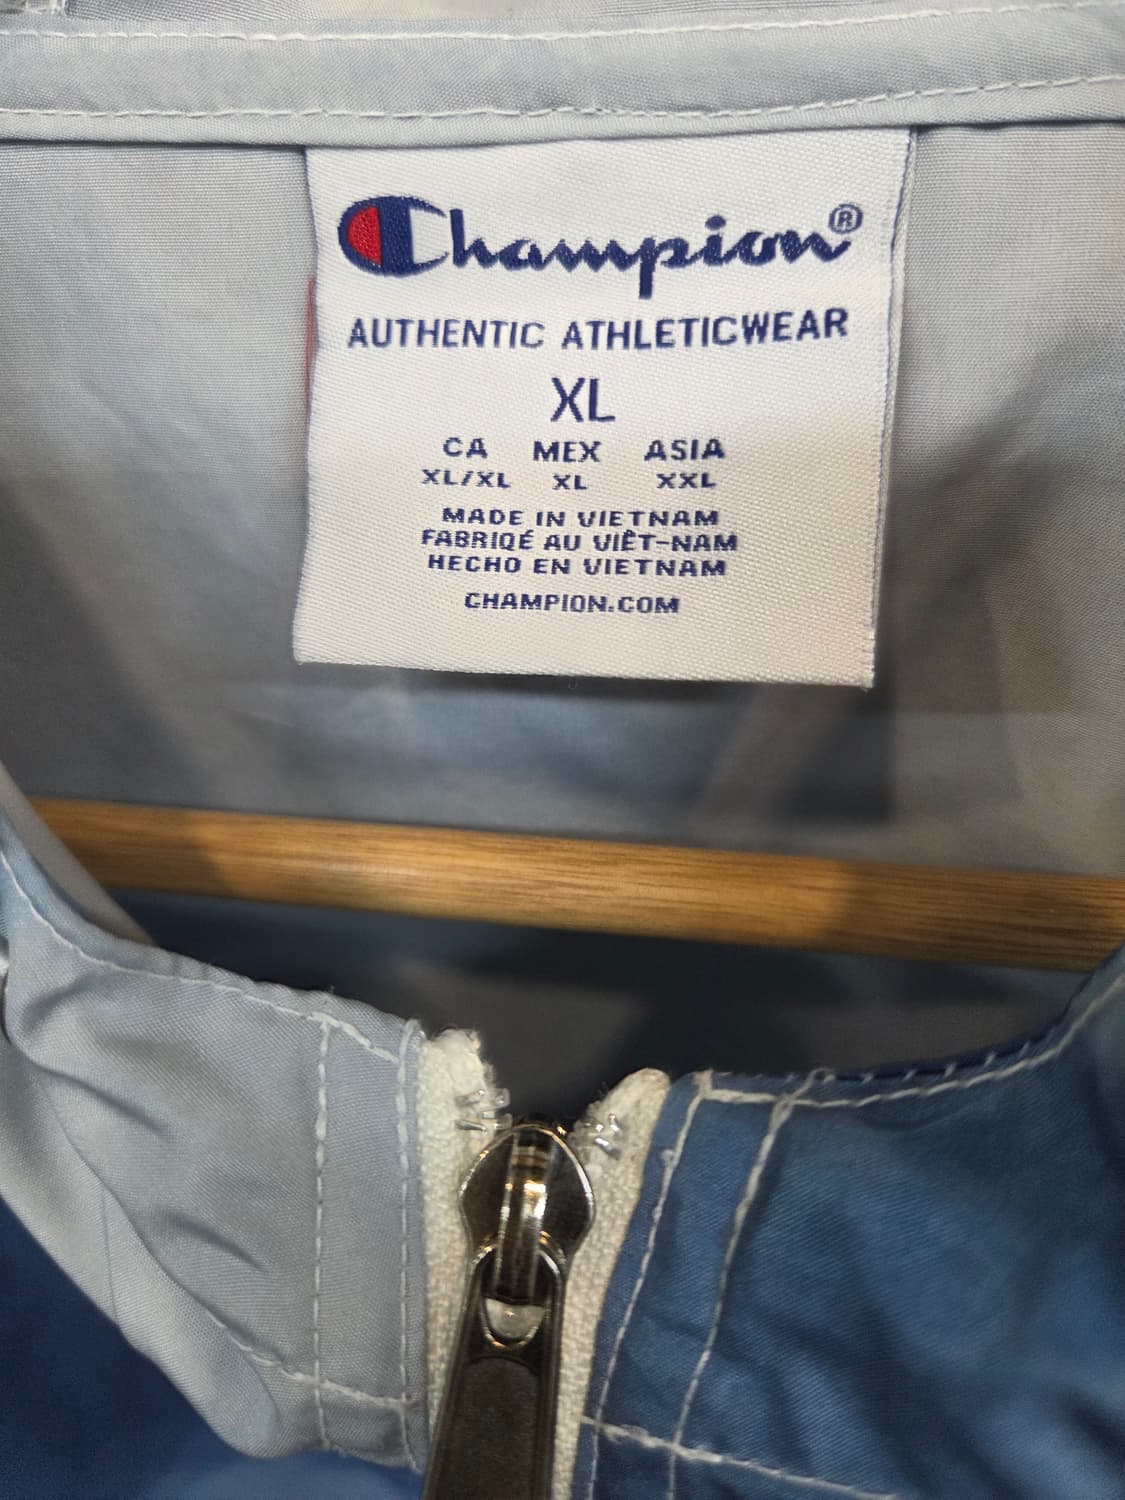 Champion®
AUTHENTIC ATHLETICWEAR
XL
CA MEX ASIA
XL/XL XL XXL
MADE IN VIETNAM
FABRIQÉ AU VIÊT-NAM
HECHO EN VIETNAM
CHAMPION.COM